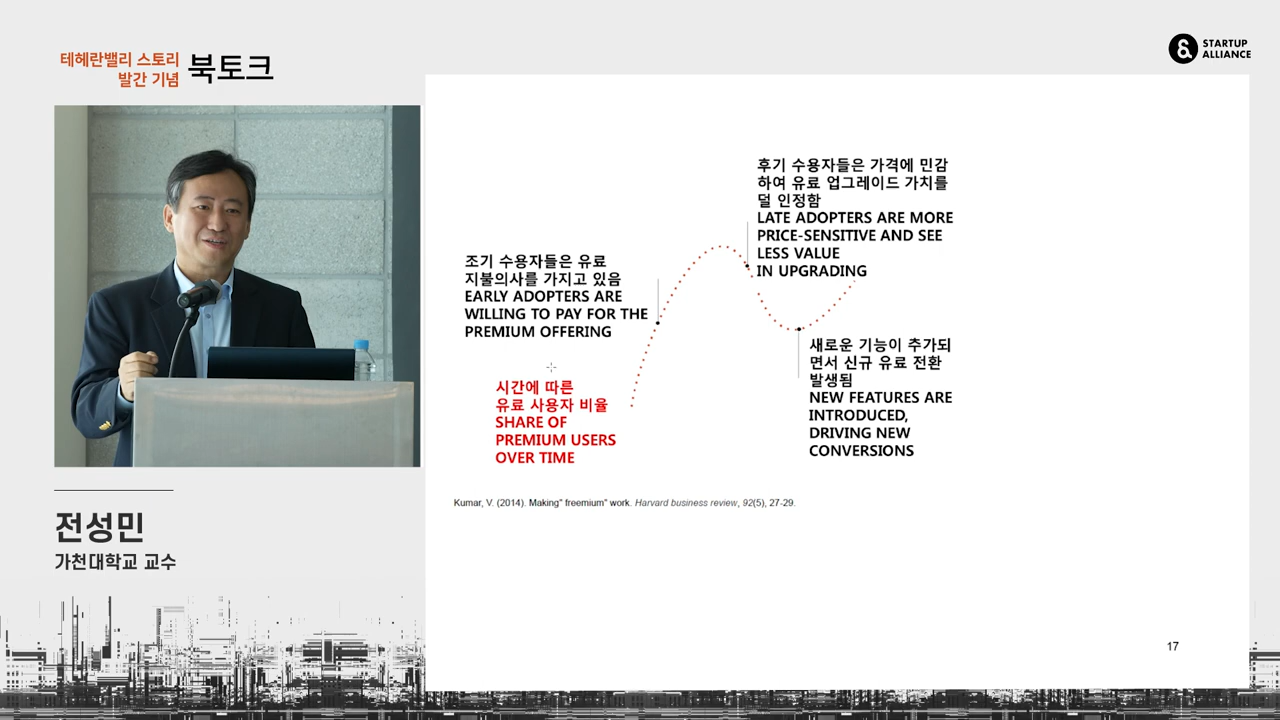 테헤란밸리 스토리
발간 기념
북토크
STARTUP
ALLIANCE
후기 수용자들은 가격에 민감
하여 유료 업그레이드 가치를
덜 인정함
LATE ADOPTERS ARE MORE
PRICE-SENSITIVE AND SEE
LESS VALUE
IN UPGRADING
조기 수용자들은 유료
지불의사를 가지고 있음
EARLY ADOPTERS ARE
WILLING TO PAY FOR THE
PREMIUM OFFERING
새로운 기능이 추가되
면서 신규 유료 전환
발생됨
NEW FEATURES ARE
INTRODUCED,
DRIVING NEW
CONVERSIONS
시간에 따른
유료 사용자 비율
SHARE OF
PREMIUM USERS
OVER TIME
Kumar, V. (2014). Making" freemium" work. Harvard business review, 92(5), 27-29.
17
전성민
가천대학교 교수